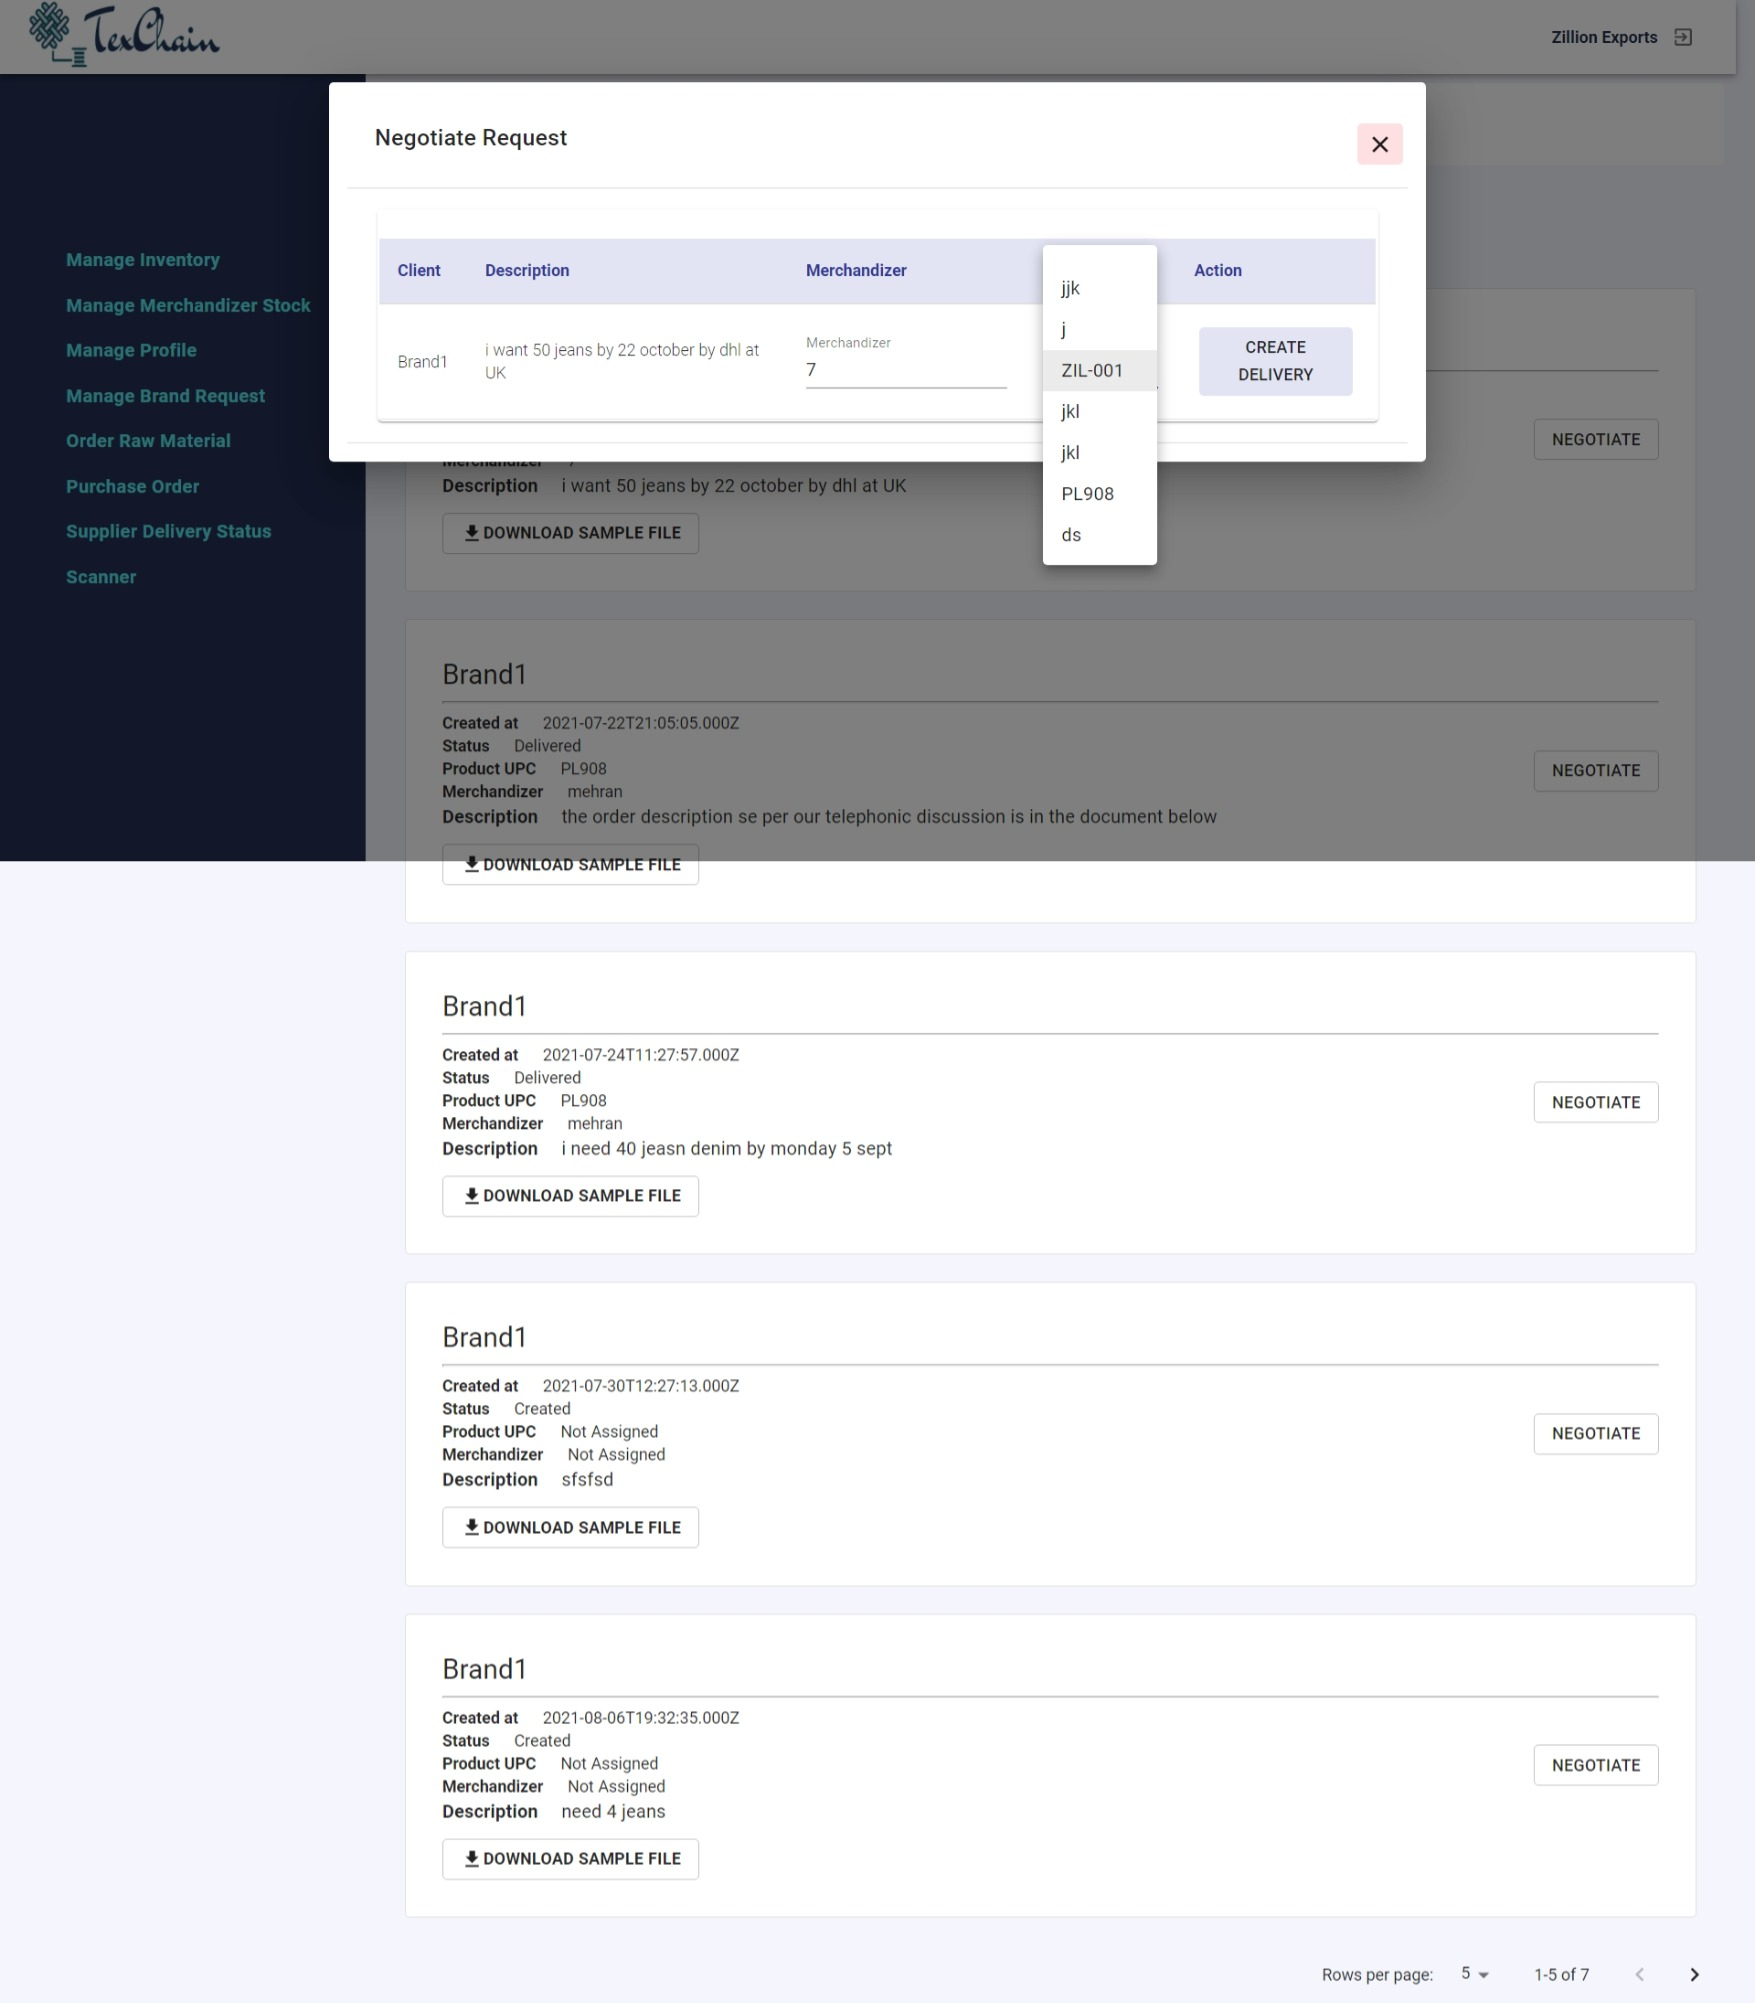 TexChain
Zillion Exports
Manage Inventory
Manage Merchandizer Stock
Manage Profile
Manage Brand Request
Order Raw Material
Purchase Order
Supplier Delivery Status
Scanner
Negotiate Request
Client Description Merchandizer Action
Brand1
i want 50 jeans by 22 october by dhl at
UK
Merchandizer
7
jjk
j
ZIL-001
jkl
jkl
PL908
ds
CREATE
DELIVERY
NEGOTIATE
Description i want 50 jeans by 22 october by dhl at UK
DOWNLOAD SAMPLE FILE
Brand1
Created at 2021-07-22T21:05:05.000Z
Status Delivered
Product UPC PL908
Merchandizer mehran
Description the order description se per our telephonic discussion is in the document below
DOWNLOAD SAMPLE FILE
NEGOTIATE
Brand1
Created at 2021-07-24T11:27:57.000Z
Status Delivered
Product UPC PL908
Merchandizer mehran
Description i need 40 jeasn denim by monday 5 sept
DOWNLOAD SAMPLE FILE
NEGOTIATE
Brand1
Created at 2021-07-30T12:27:13.000Z
Status Created
Product UPC Not Assigned
Merchandizer Not Assigned
Description sfsfsd
DOWNLOAD SAMPLE FILE
NEGOTIATE
Brand1
Created at 2021-08-06T19:32:35.000Z
Status Created
Product UPC Not Assigned
Merchandizer Not Assigned
Description need 4 jeans
DOWNLOAD SAMPLE FILE
NEGOTIATE
Rows per page: 5 1-5 of 7